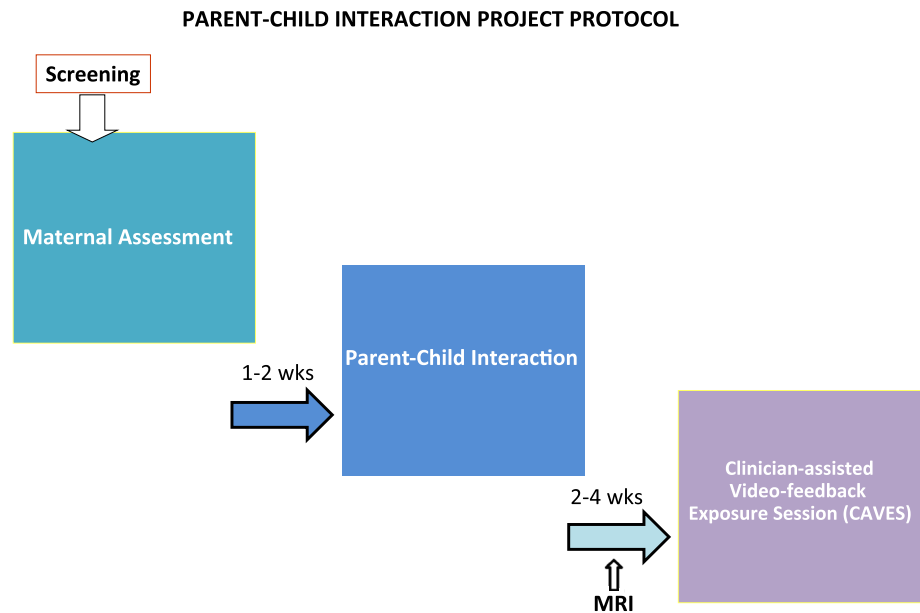 PARENT-CHILD INTERACTION PROJECT PROTOCOL
Screening
Maternal Assessment
1-2 wks
Parent-Child Interaction
2-4 wks
MRI
Clinician-assisted
Video-feedback
Exposure Session (CAVES)